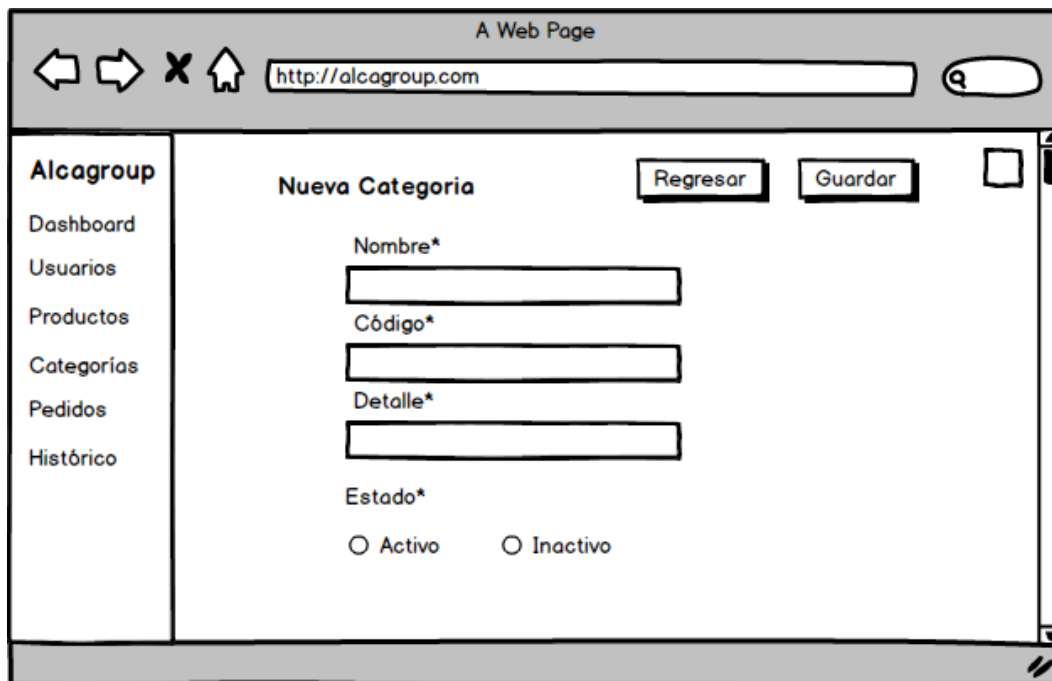 A Web Page
http://alcagroup.com
Alcagroup
Dashboard
Usuarios
Productos
Categorías
Pedidos
Histórico
Nueva Categoria
Regresar
Guardar
Nombre*
Código*
Detalle*
Estado*
Activo
Inactivo